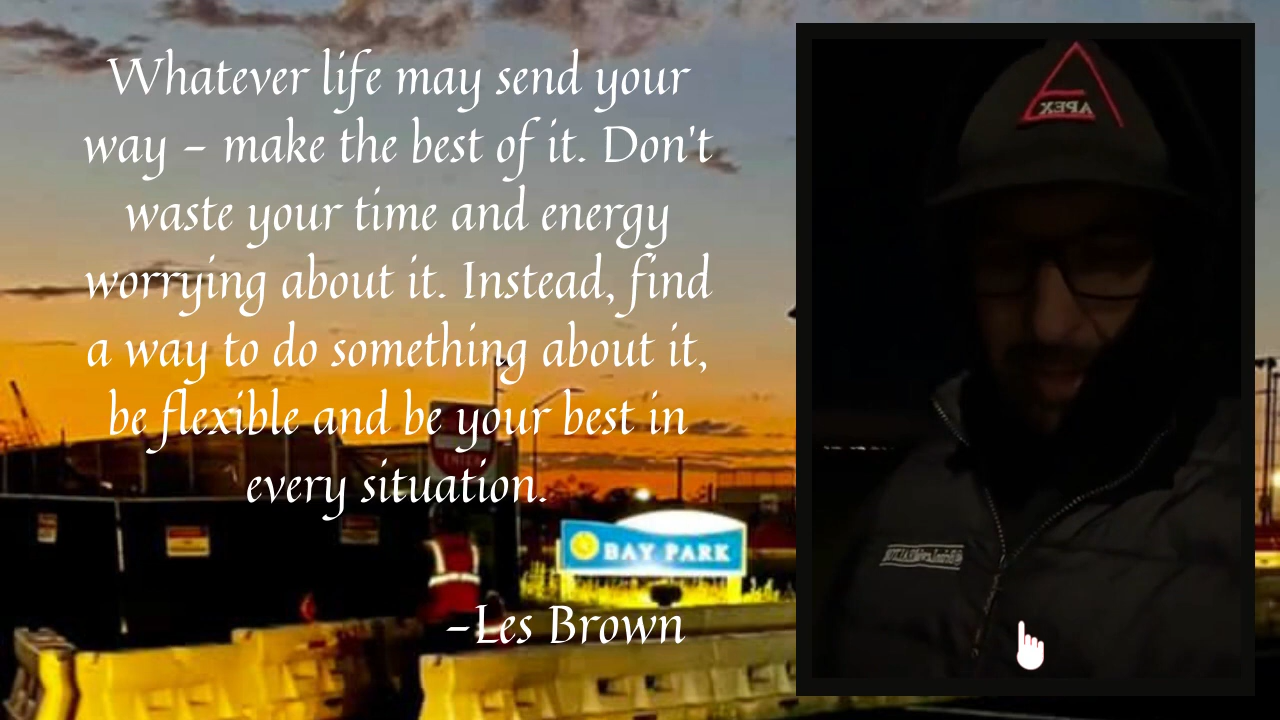 Whatever life may send your
way – make the best of it. Don't
waste your time and energy
worrying about it. Instead, find
a way to do something about it,
be flexible and be your best in
every situation.
BAY PARK
–Les Brown
APEX